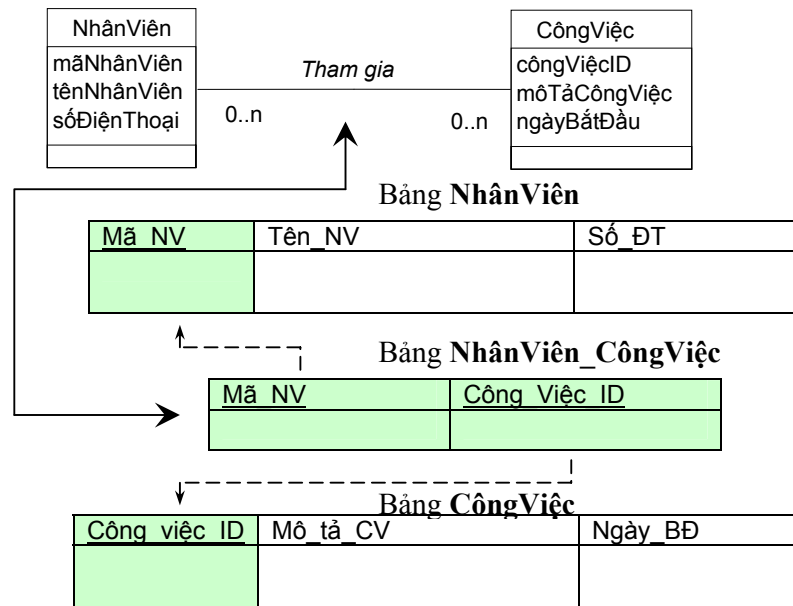 NhânViên
mãNhânViên
tênNhânViên
sốĐiệnThoại
Tham gia
0..n
0..n
CôngViệc
côngViệcID
môTảCôngViệc
ngàyBắtĐầu
Bảng NhânViên
Mã_NV Tên_NV Số_ĐT
Bảng NhânViên_CôngViệc
Mã_NV Công_Việc_ID
Bảng CôngViệc
Công_việc_ID Mô_tả_CV Ngày_BĐ